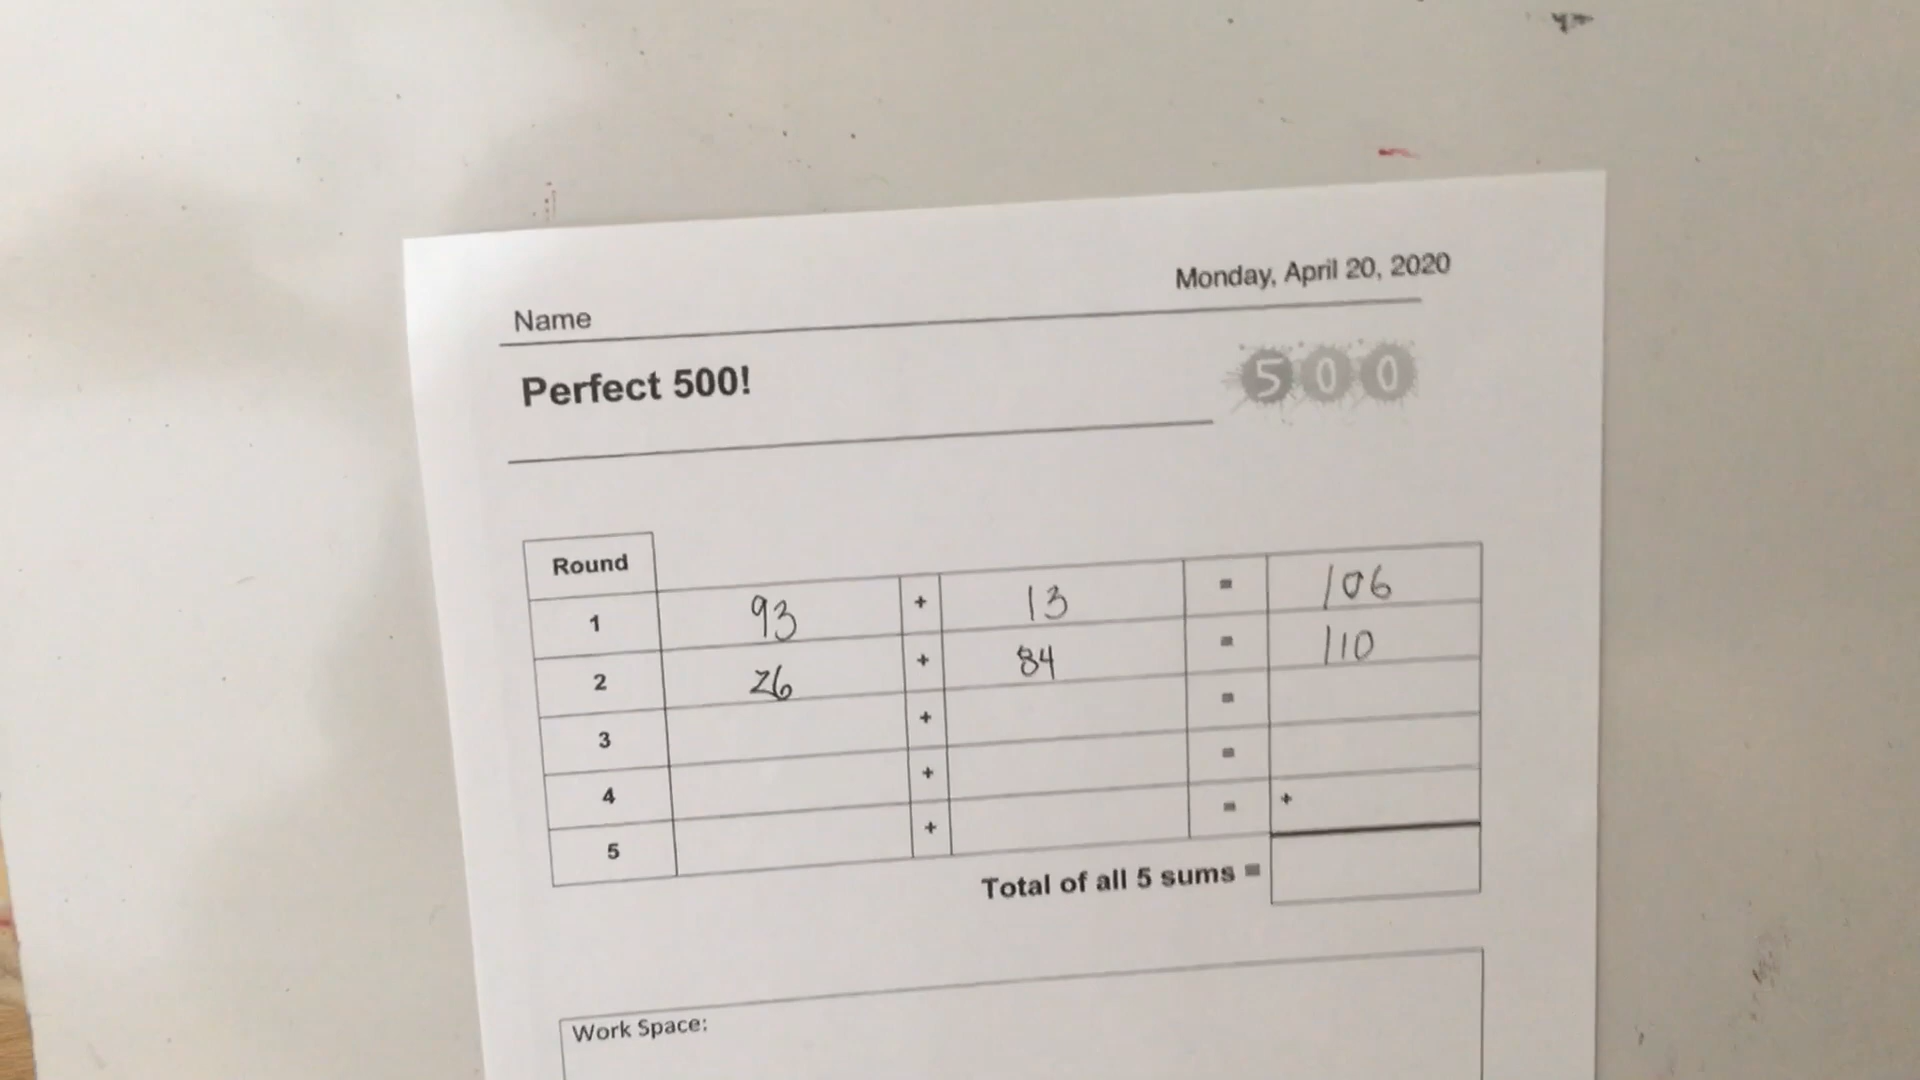 Monday, April 20, 2020
Name
Perfect 500!
500
Round
1 93 + 13 = 106
2 26 + 84 = 110
3 + =
4 + =
5 + = +
Total of all 5 sums =
Work Space: